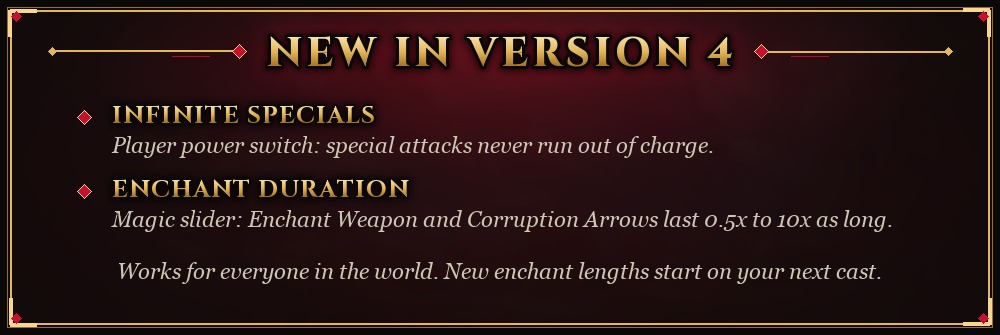 NEW IN VERSION 4
INFINITE SPECIALS
Player power switch: special attacks never run out of charge.
ENCHANT DURATION
Magic slider: Enchant Weapon and Corruption Arrows last 0.5x to 10x as long.
Works for everyone in the world. New enchant lengths start on your next cast.